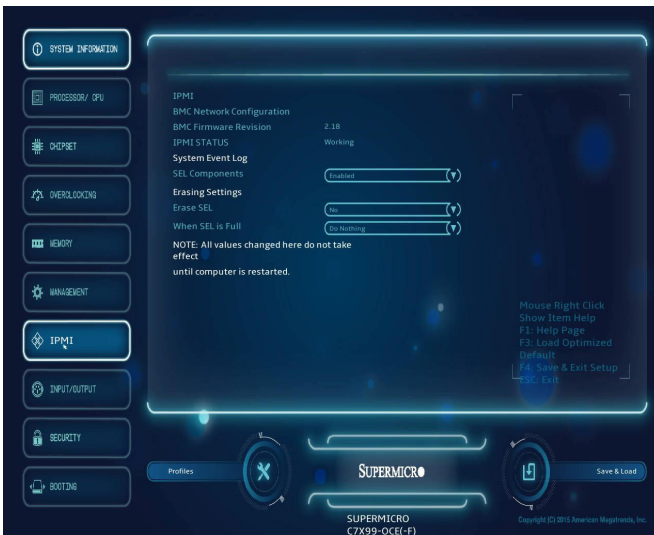 SYSTEM INFORMATION
PROCESSOR/ CPU
CHIPSET
OVERCLOCKING
MEMORY
MANAGEMENT
IPMI
INPUT/OUTPUT
SECURITY
BOOTING
IPMI
BMC Network Configuration
BMC Firmware Revision 2.18
IPMI STATUS Working
System Event Log
SEL Components Enabled
Erasing Settings
Erase SEL No
When SEL is Full Do Nothing
NOTE: All values changed here do not take
effect
until computer is restarted.
Mouse Right Click
Show Item Help
F1: Help Page
F3: Load Optimized
Default
F4: Save & Exit Setup
ESC: Exit
Profiles
SUPERMICRO
Save & Load
SUPERMICRO
C7X99-OCE(-F)
Copyright (C) 2015 American Megatrends, Inc.